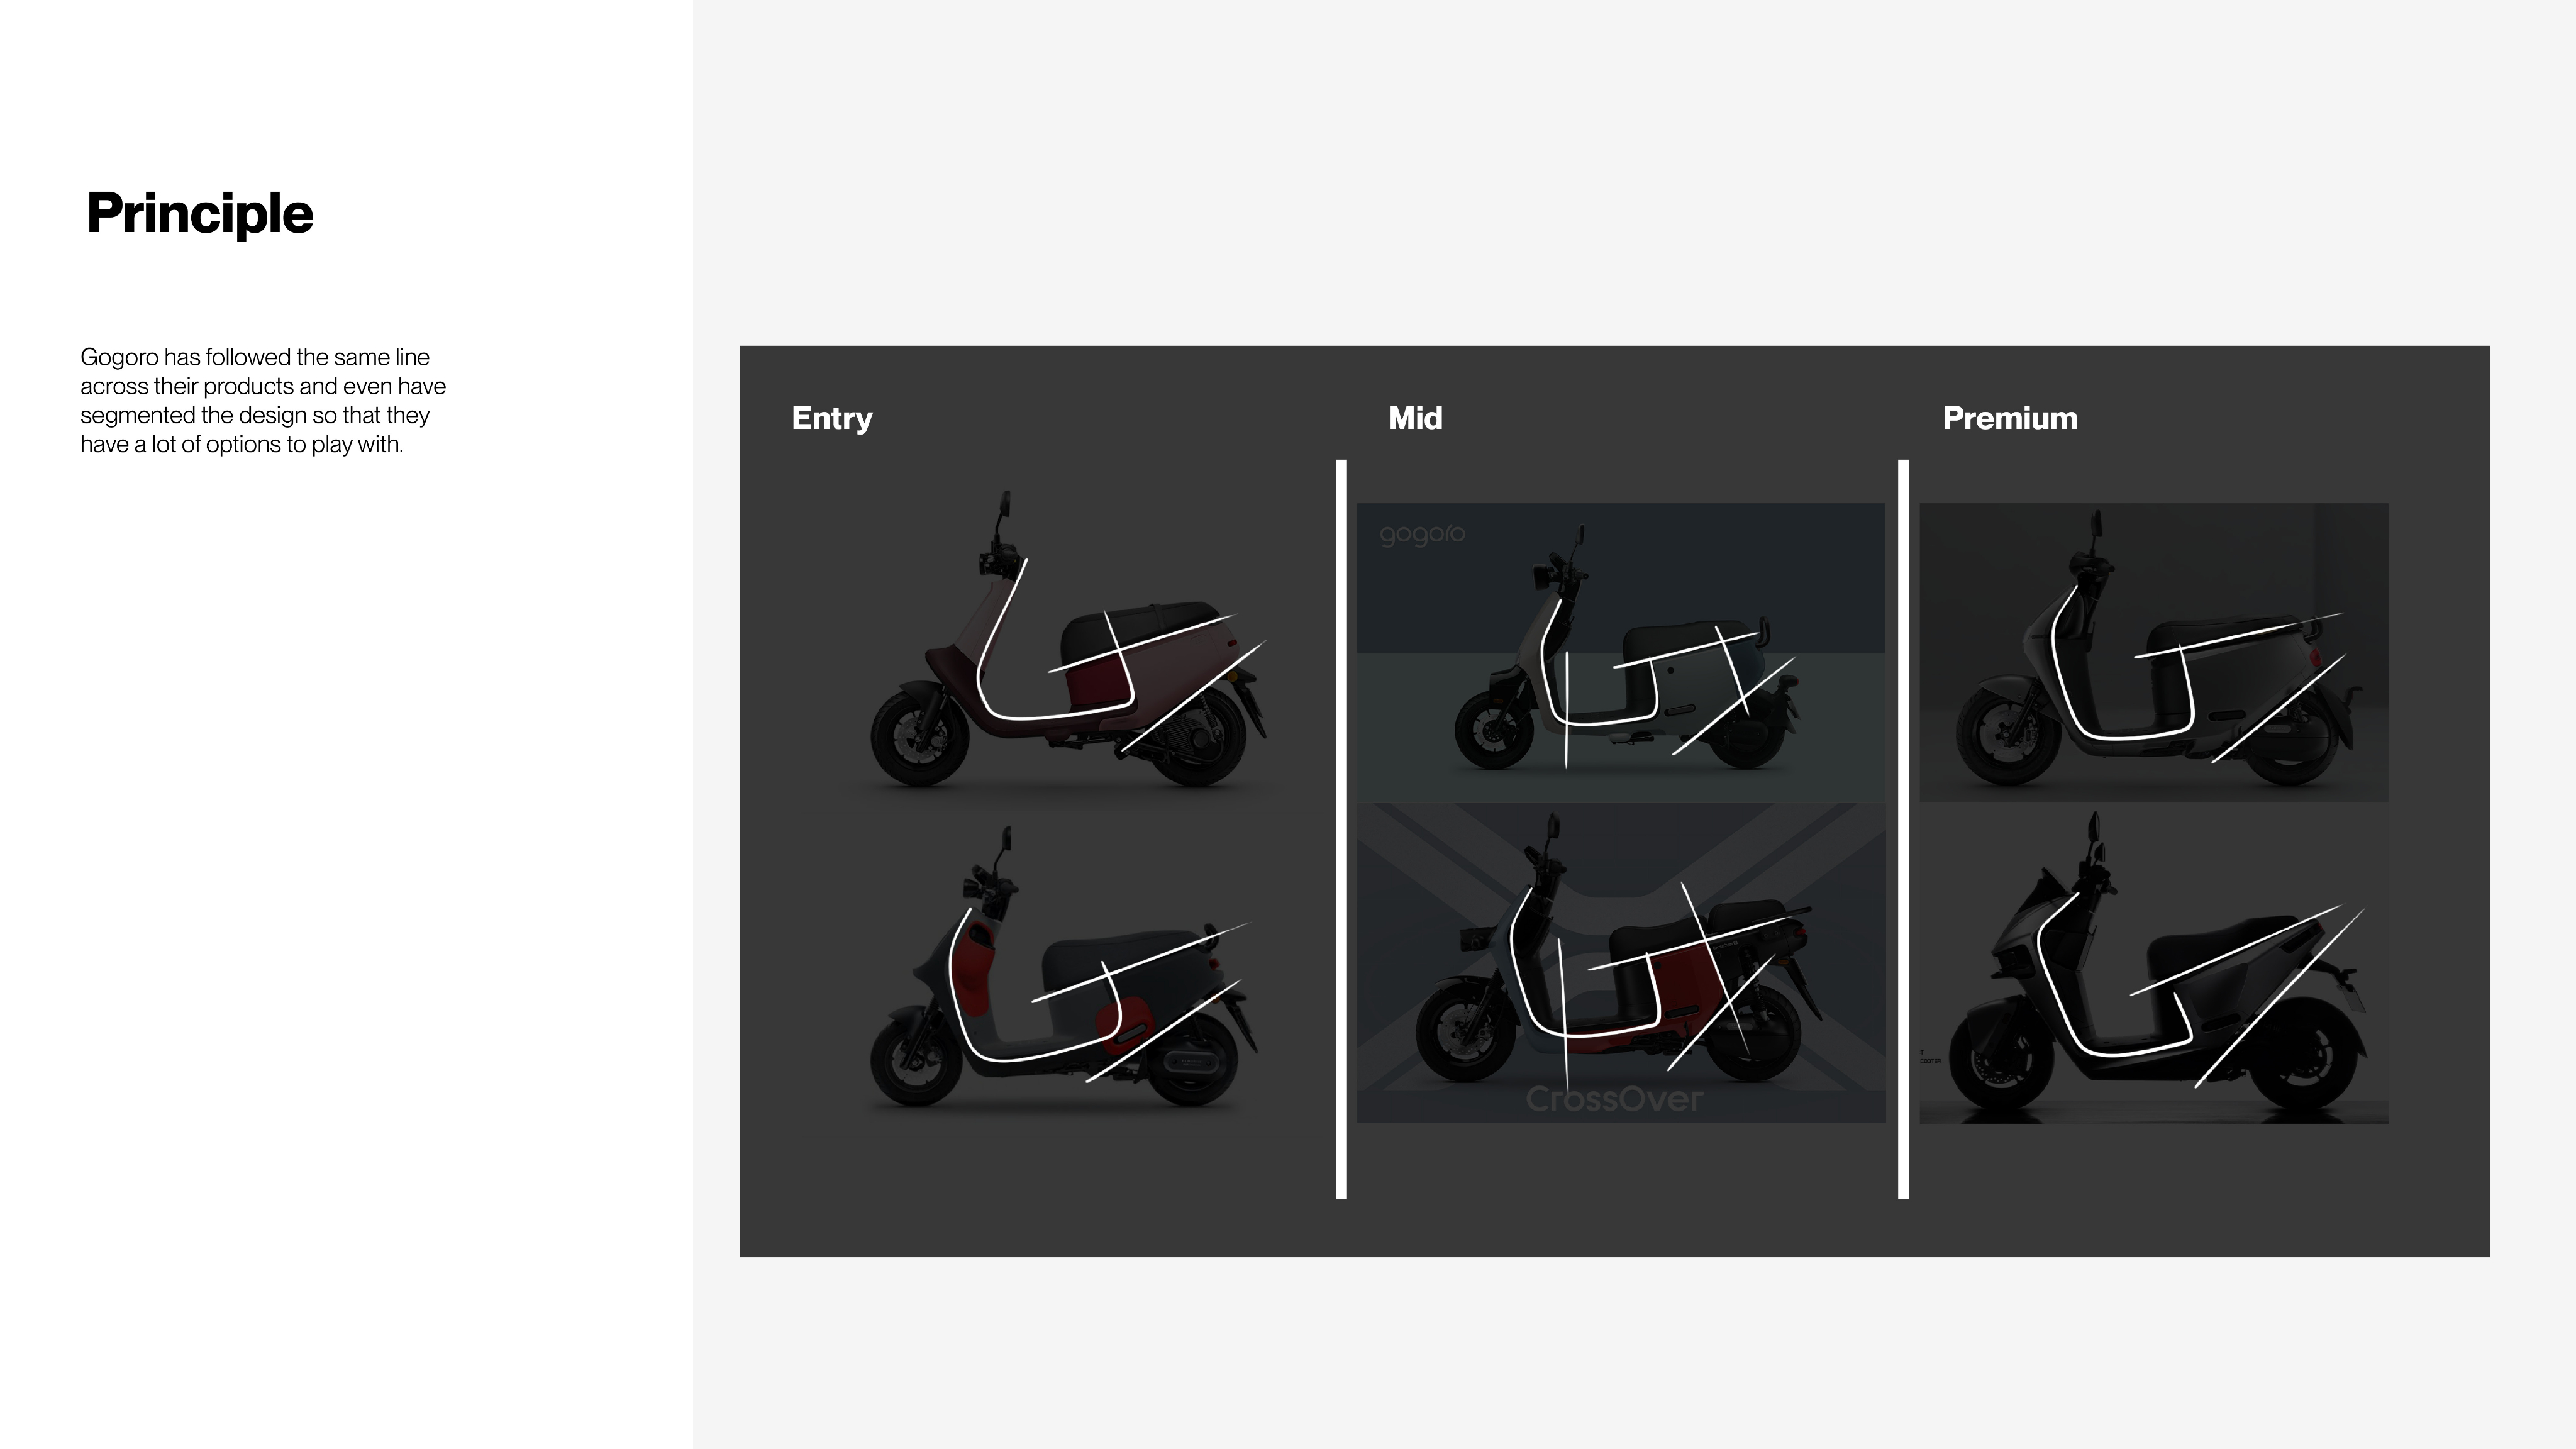 Principle
Gogoro has followed the same line
across their products and even have
segmented the design so that they
have a lot of options to play with.
Entry
Mid
Premium
gogoro
CrossOver